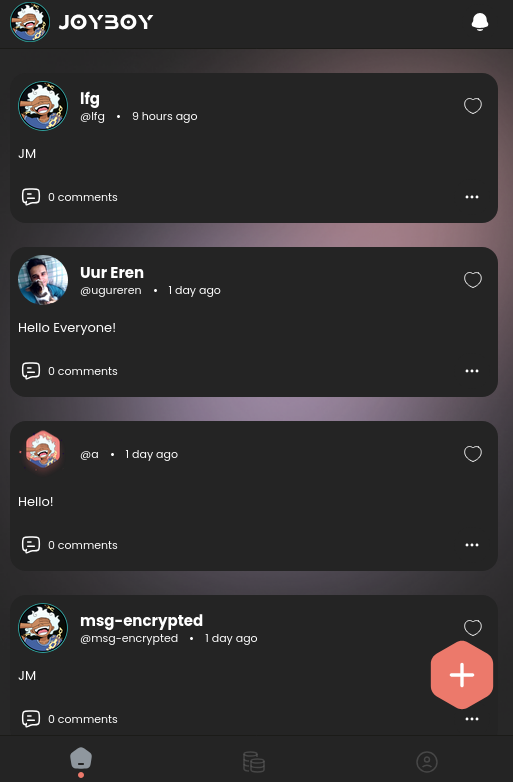 JOYBOY
lfg
@lfg • 9 hours ago
JM
0 comments
Uur Eren
@ugureren • 1 day ago
Hello Everyone!
0 comments
@a • 1 day ago
Hello!
0 comments
msg-encrypted
@msg-encrypted • 1 day ago
JM
0 comments